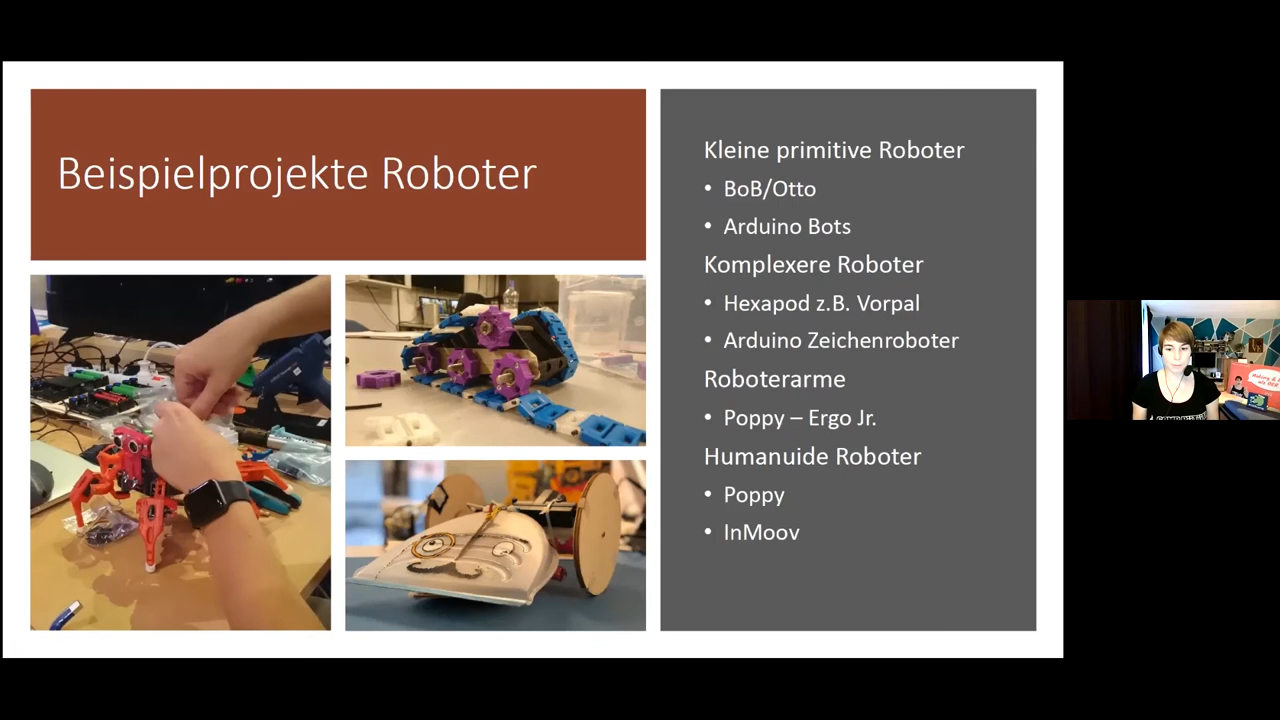 Beispielprojekte Roboter
Kleine primitive Roboter
• BoB/Otto
• Arduino Bots
Komplexere Roboter
• Hexapod z.B. Vorpal
• Arduino Zeichenroboter
Roboterarme
• Poppy – Ergo Jr.
Humanuide Roboter
• Poppy
• InMoov